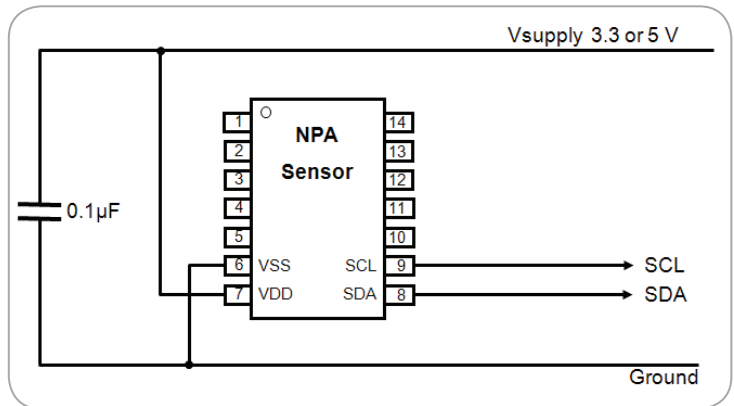 Vsupply 3.3 or 5 V
1 14
NPA
2 13
Sensor
3 12
4 11
0.1µF
5 10
6 VSS SCL 9 SCL
7 VDD SDA 8 SDA
Ground